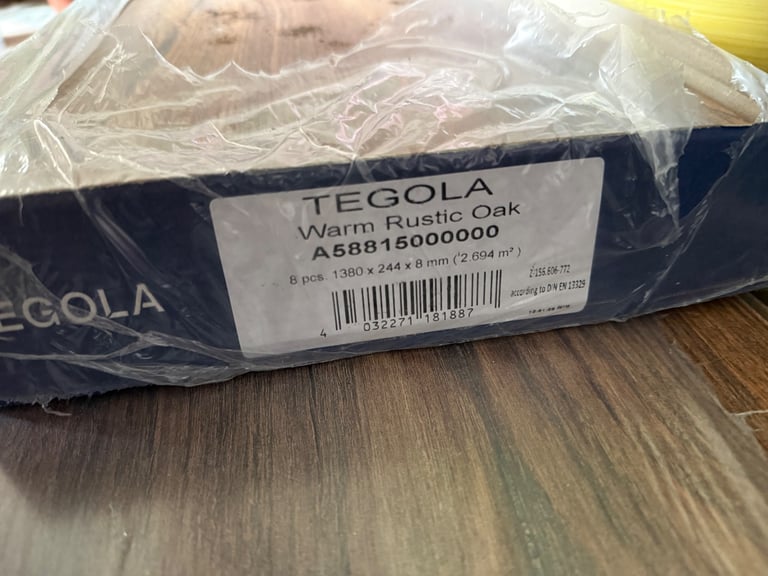 TEGOLA
Warm Rustic Oak
A58815000000
8 pcs. 1380 x 244 x 8 mm ( 2.694 m² )
Z-156.606-772
according to DIN EN 13329
4 032271 181887
EGOLA